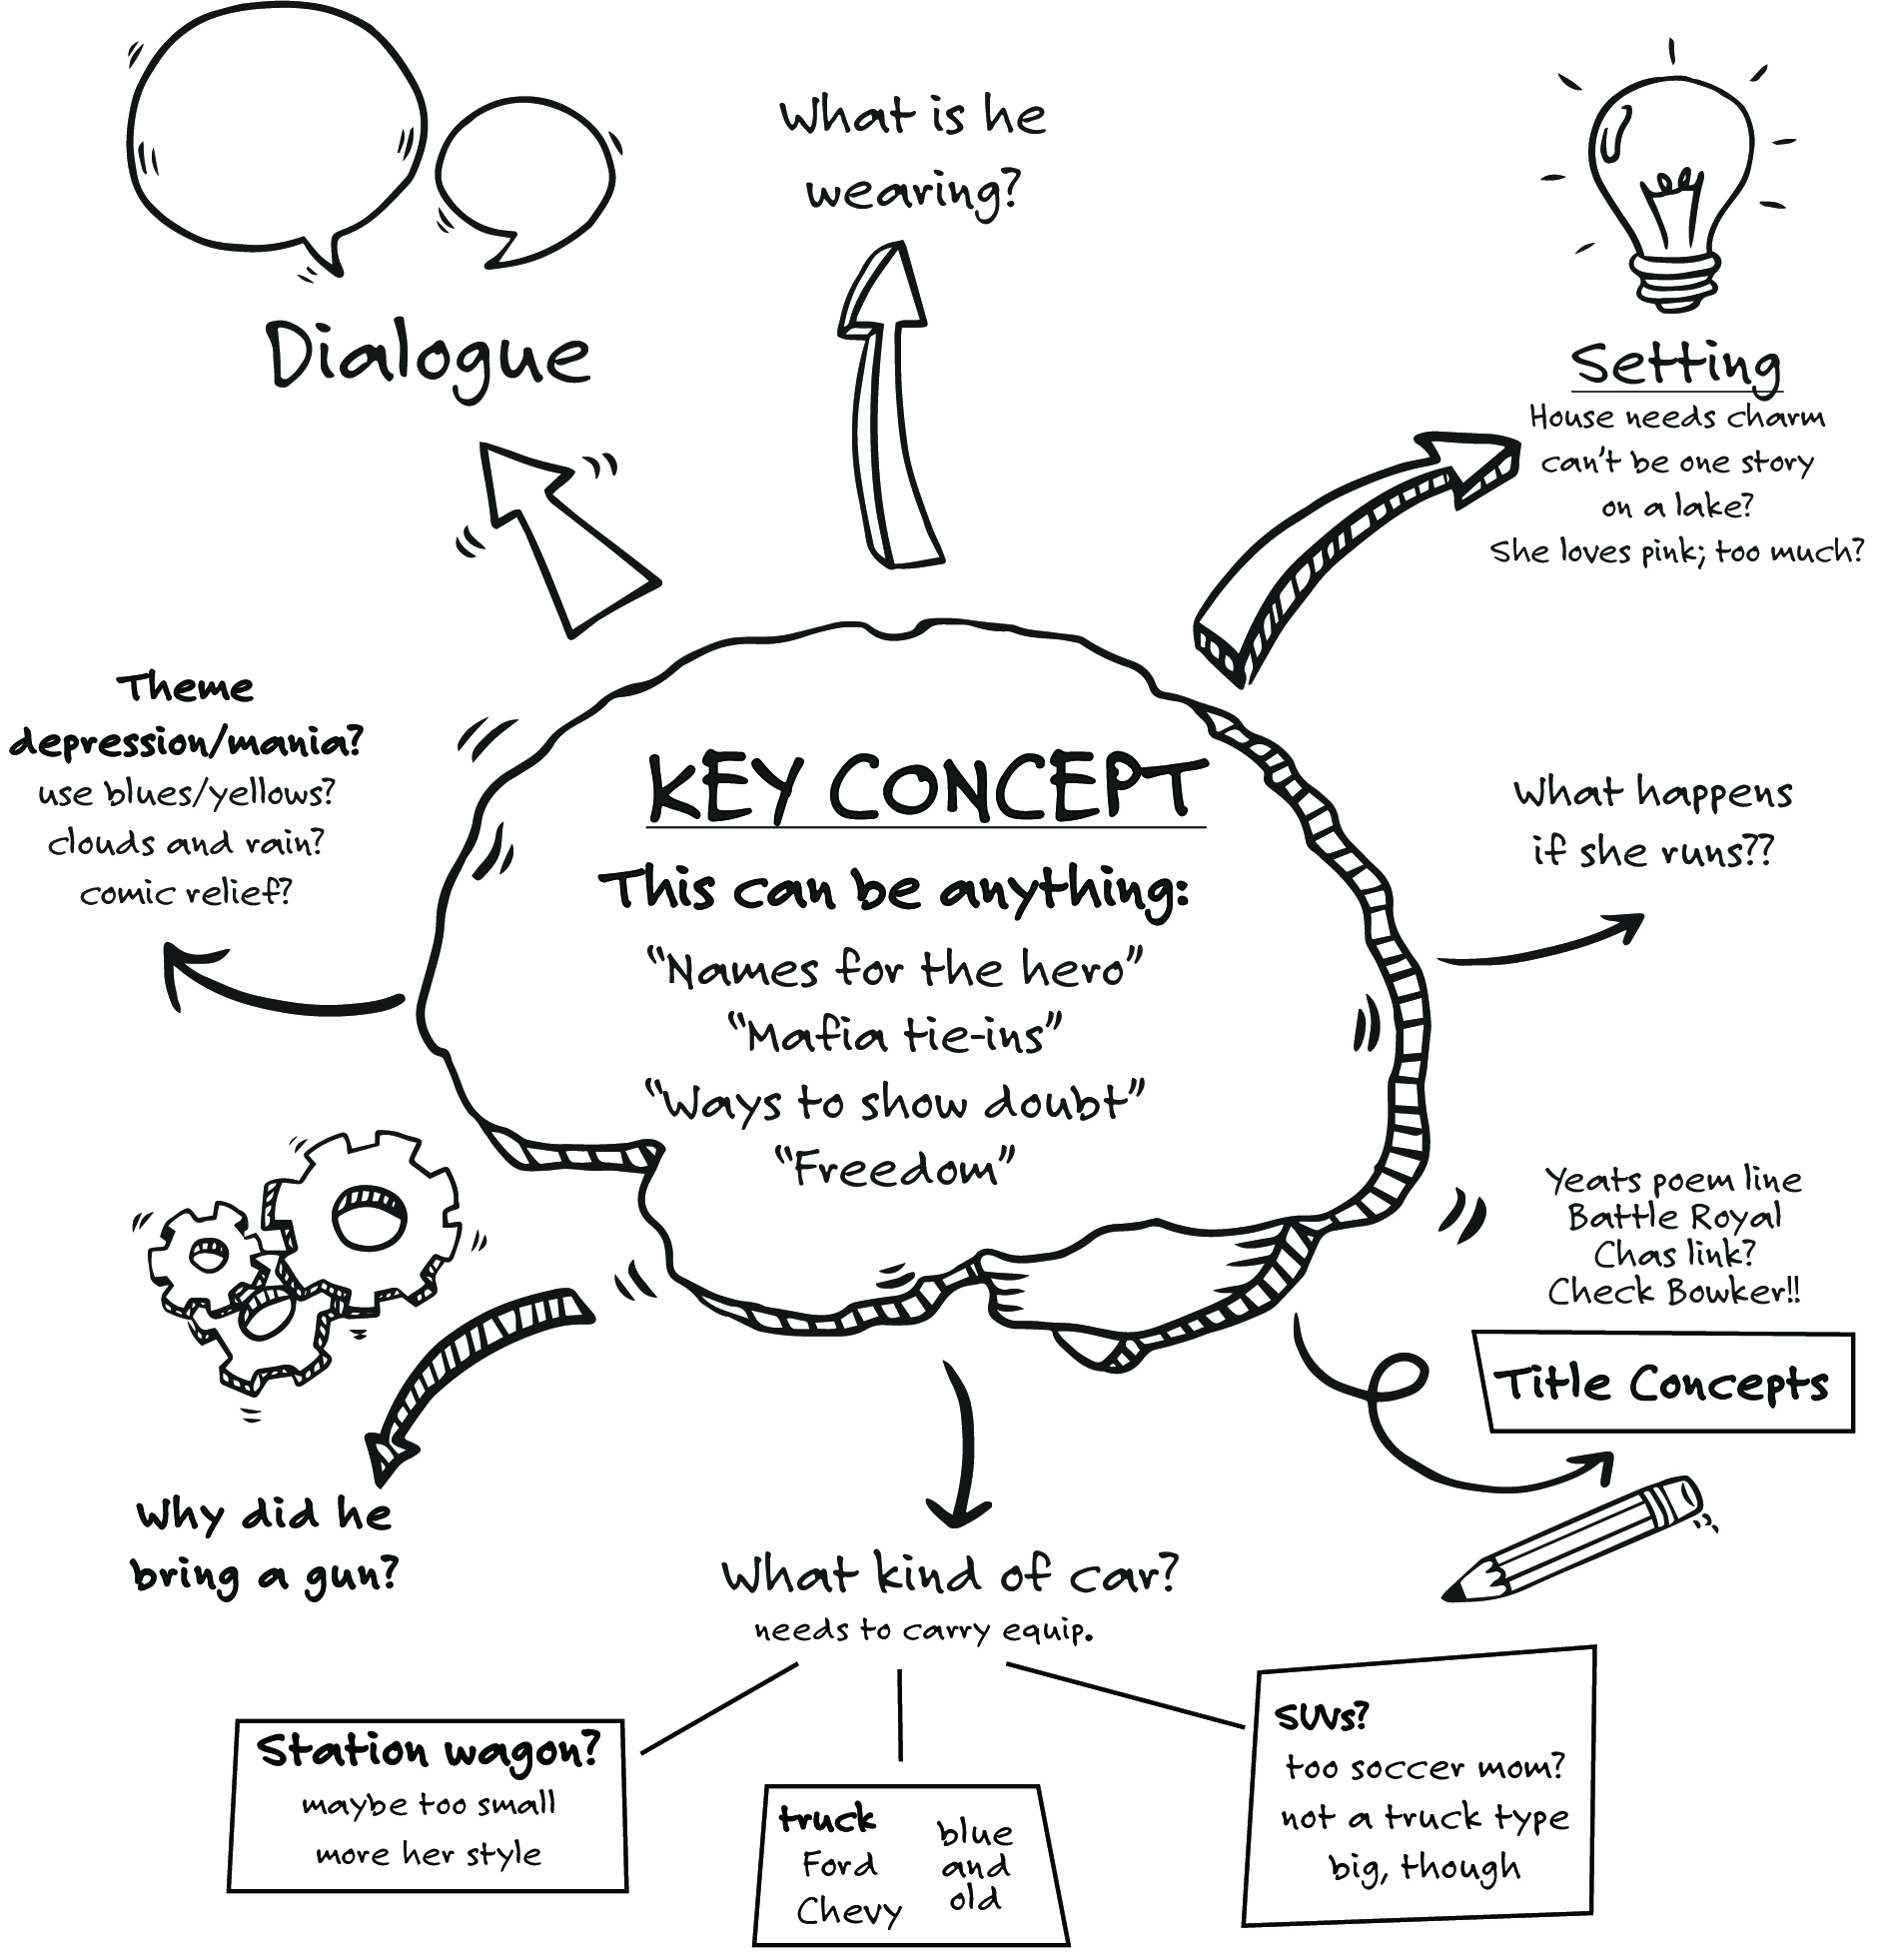 What is he
wearing?
Dialogue
Setting
House needs charm
can't be one story
on a lake?
She loves pink; too much?
Theme
depression/mania?
use blues/yellows?
clouds and rain?
comic relief?
KEY CONCEPT
This can be anything:
"Names for the hero"
"Mafia tie-ins"
"Ways to show doubt"
"Freedom"
What happens
if she runs??
Yeats poem line
Battle Royal
Chas link?
Check Bowker!!
Title Concepts
Why did he
bring a gun?
What kind of car?
needs to carry equip.
Station wagon?
maybe too small
more her style
truck
Ford
Chevy
blue
and
old
SUVs?
too soccer mom?
not a truck type
big, though